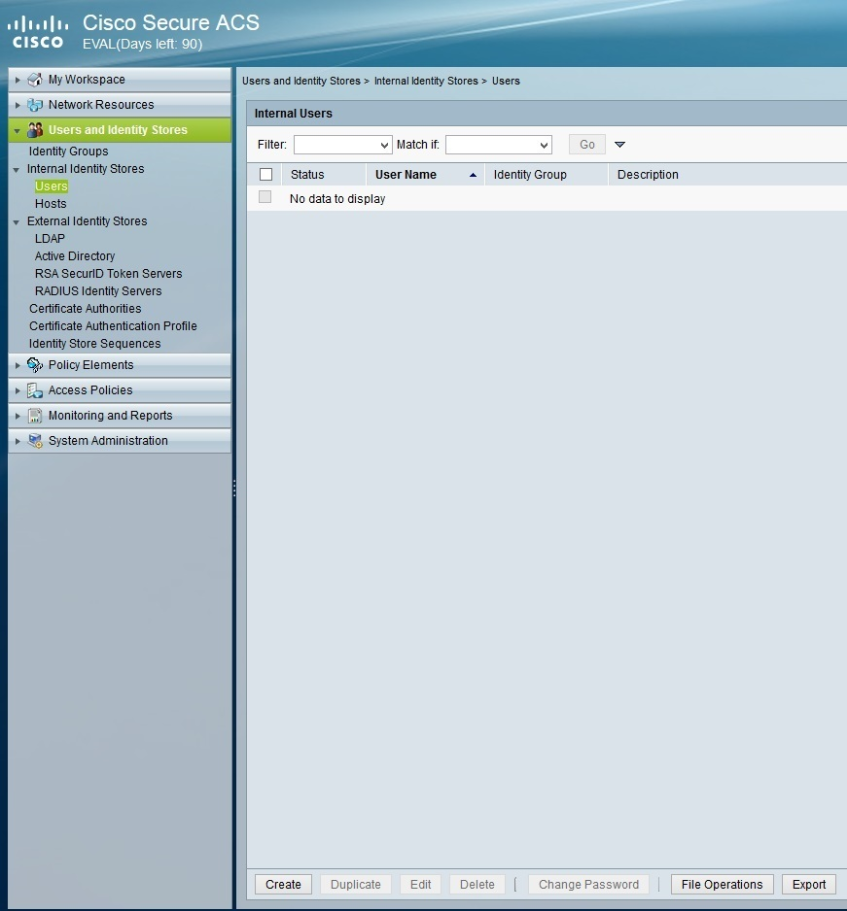 Cisco Secure ACS
CISCO
EVAL(Days left: 90)
My Workspace
Network Resources
Users and Identity Stores
Identity Groups
Internal Identity Stores
Users
Hosts
External Identity Stores
LDAP
Active Directory
RSA SecurID Token Servers
RADIUS Identity Servers
Certificate Authorities
Certificate Authentication Profile
Identity Store Sequences
Policy Elements
Access Policies
Monitoring and Reports
System Administration
Users and Identity Stores > Internal Identity Stores > Users
Internal Users
Filter: Match if: Go
Status User Name Identity Group Description
No data to display
Create Duplicate Edit Delete | Change Password | File Operations Export